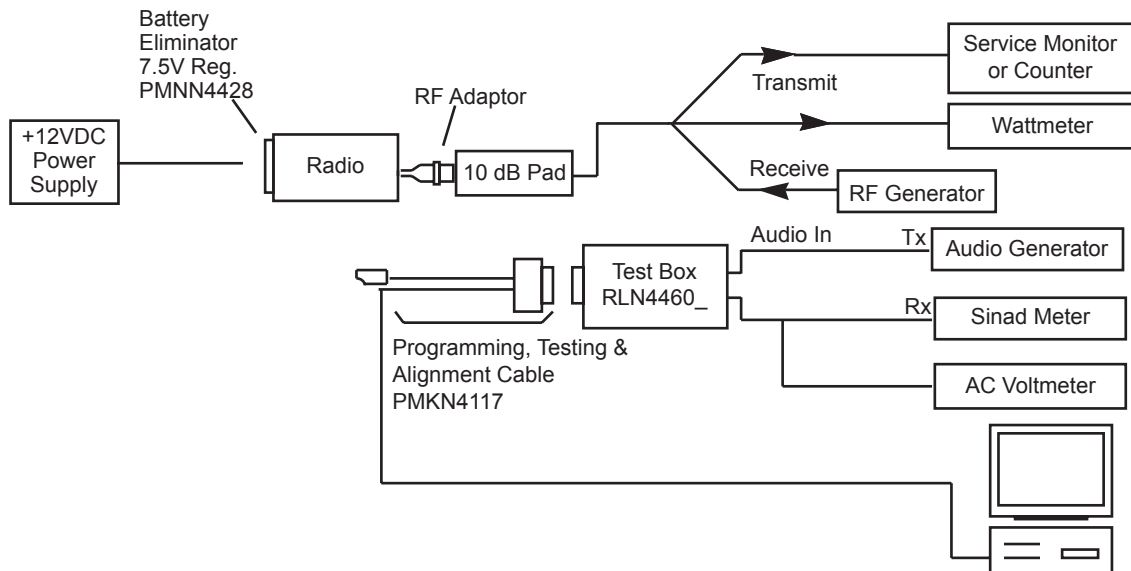 Battery
Eliminator
7.5V Reg.
PMNN4428
+12VDC
Power
Supply
Radio
RF Adaptor
10 dB Pad
Transmit
Service Monitor
or Counter
Wattmeter
Receive
RF Generator
Audio In
Tx
Audio Generator
Test Box
RLN4460_
Rx
Sinad Meter
AC Voltmeter
Programming, Testing &
Alignment Cable
PMKN4117